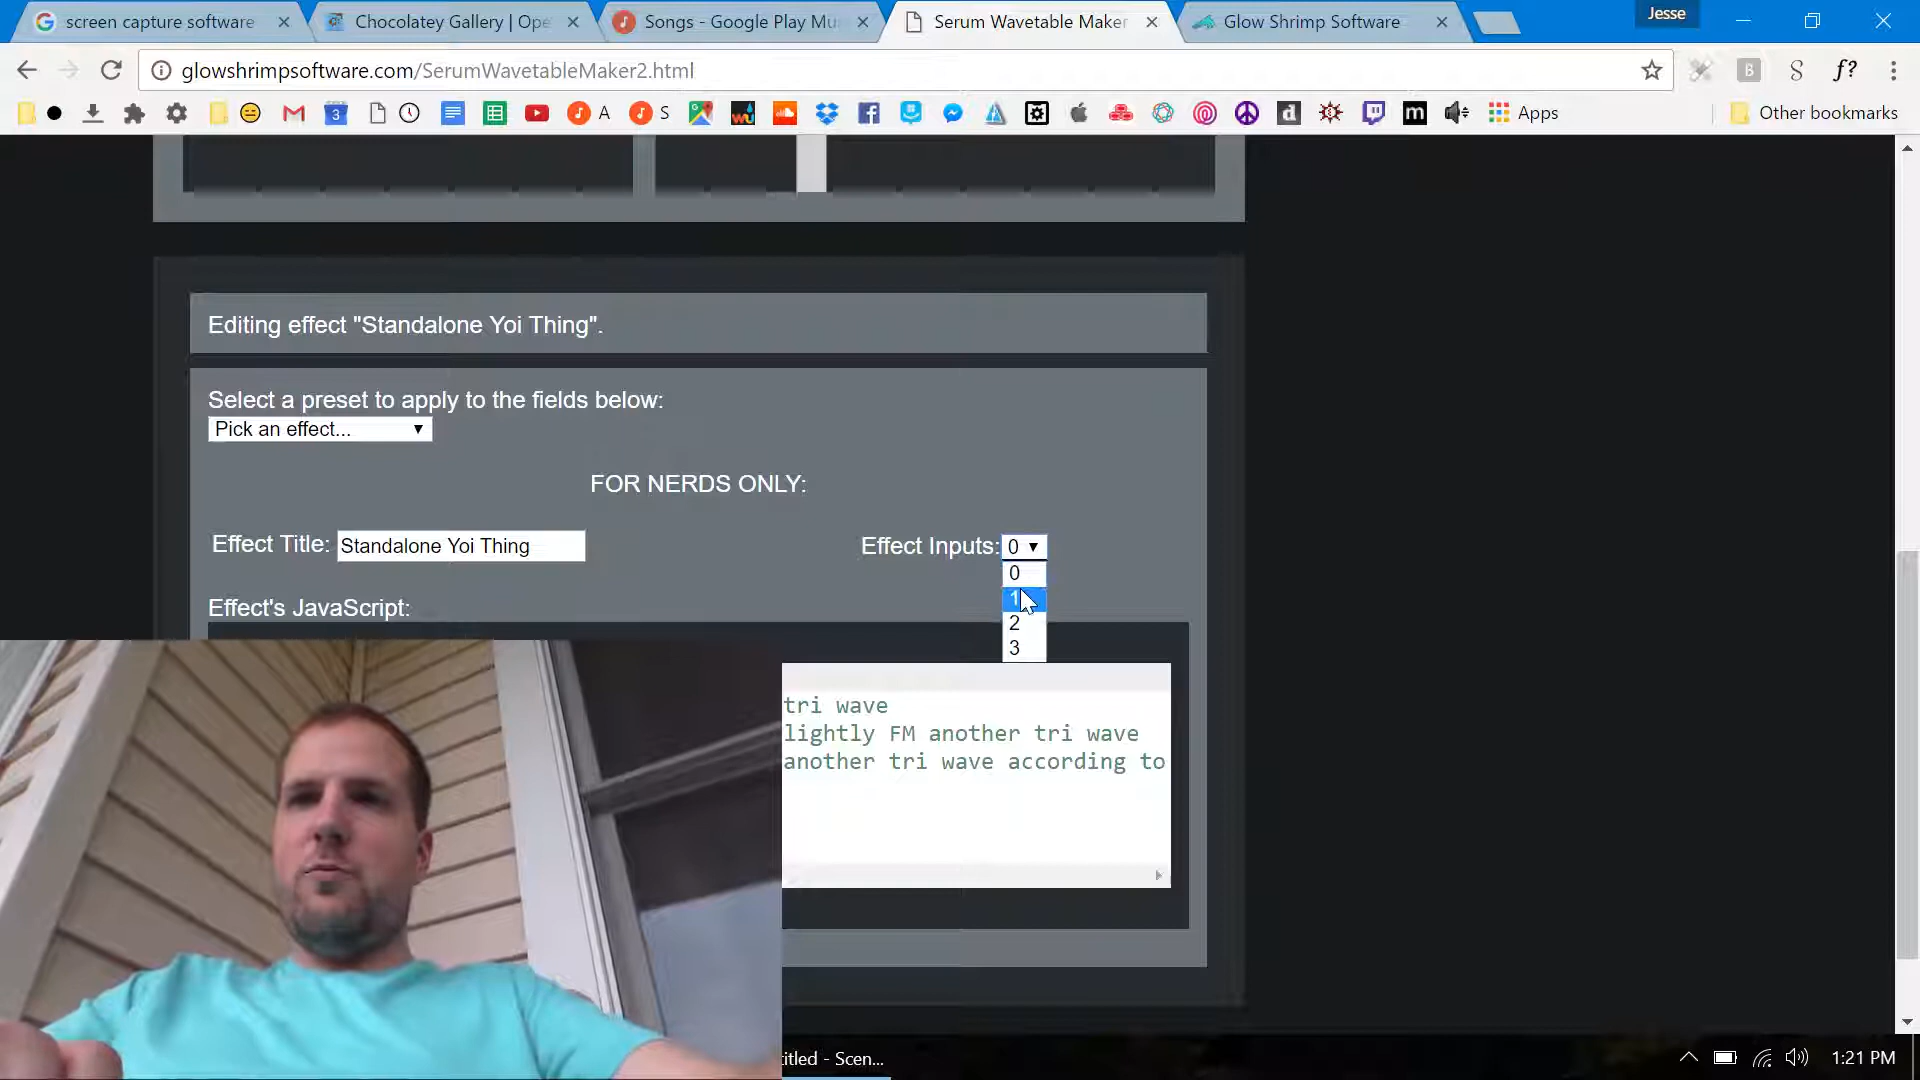 screen capture software
Chocolatey Gallery | Ope
Songs - Google Play Mu
Serum Wavetable Maker
Glow Shrimp Software
Jesse
glowshrimpsoftware.com/SerumWavetableMaker2.html
A
S
Apps
Other bookmarks
Editing effect "Standalone Yoi Thing".
Select a preset to apply to the fields below:
Pick an effect...
FOR NERDS ONLY:
Effect Title: Standalone Yoi Thing
Effect Inputs: 0
0
1
2
3
Effect's JavaScript:
tri wave
lightly FM another tri wave
another tri wave according to
itled - Scen...
1:21 PM